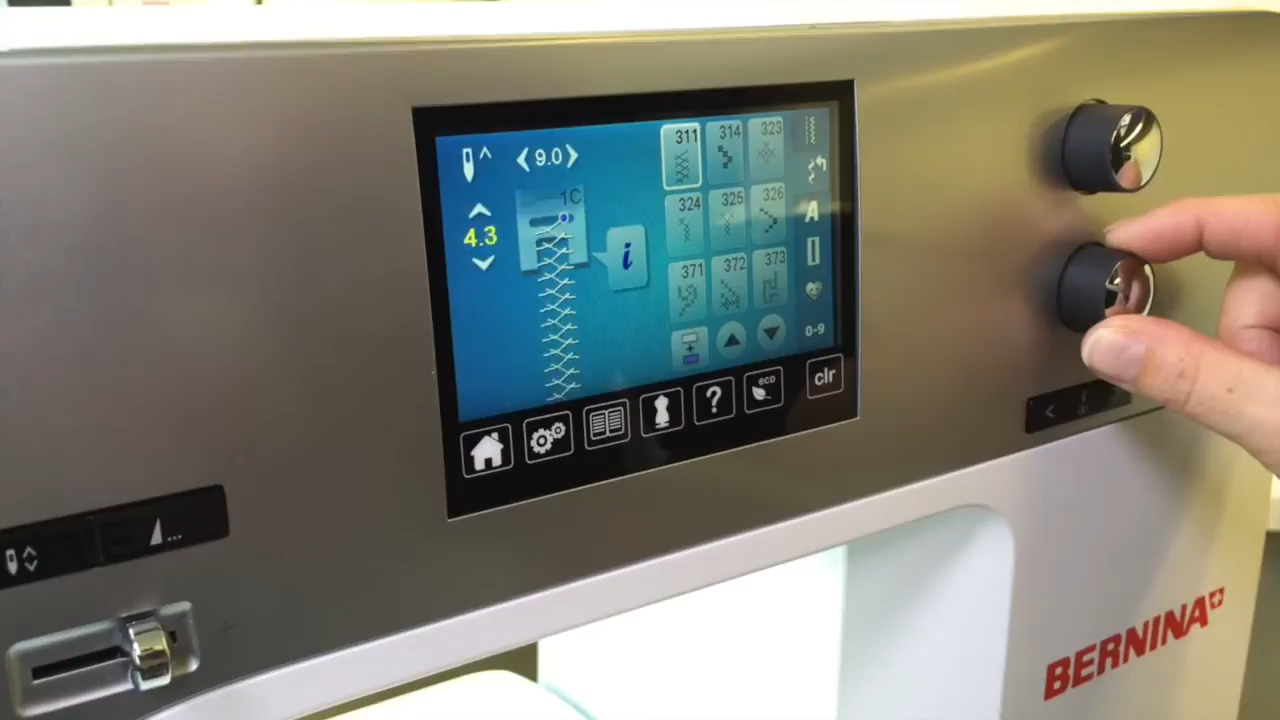 9.0
311 314 323
1C
4.3
i
324 325 326
371 372 373
A
0-9
?
eco
clr
BERNINA